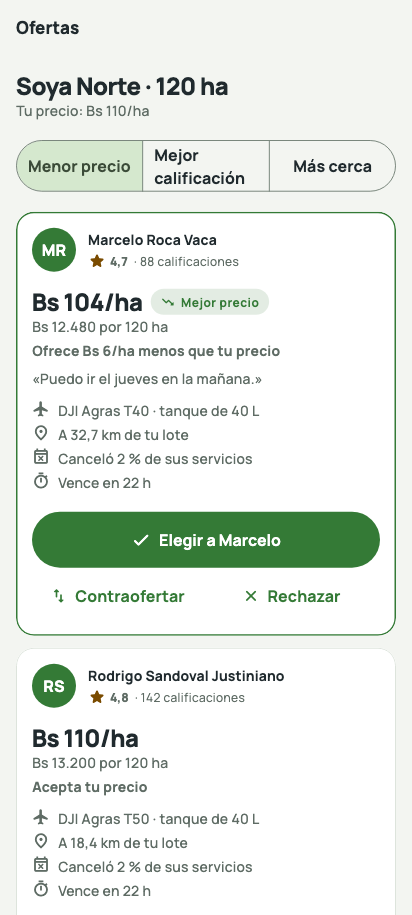 Ofertas
Soya Norte · 120 ha
Tu precio: Bs 110/ha
Menor precio
Mejor
calificación
Más cerca
MR
Marcelo Roca Vaca
4,7 · 88 calificaciones
Bs 104/ha
Mejor precio
Bs 12.480 por 120 ha
Ofrece Bs 6/ha menos que tu precio
«Puedo ir el jueves en la mañana.»
DJI Agras T40 · tanque de 40 L
A 32,7 km de tu lote
Canceló 2 % de sus servicios
Vence en 22 h
Elegir a Marcelo
Contraofertar
Rechazar
RS
Rodrigo Sandoval Justiniano
4,8 · 142 calificaciones
Bs 110/ha
Bs 13.200 por 120 ha
Acepta tu precio
DJI Agras T50 · tanque de 40 L
A 18,4 km de tu lote
Canceló 2 % de sus servicios
Vence en 22 h